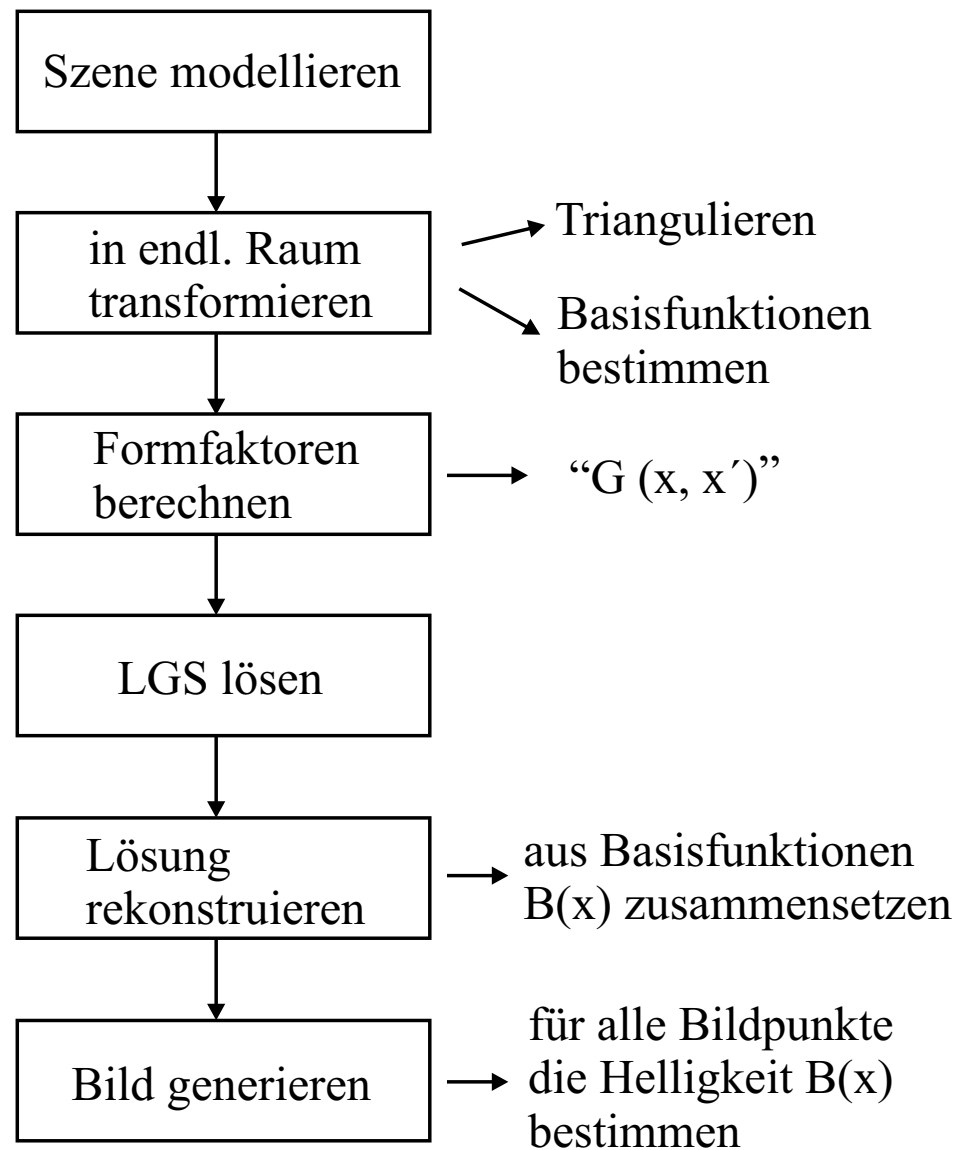 Szene modellieren
in endl. Raum
transformieren
Triangulieren
Basisfunktionen
bestimmen
Formfaktoren
berechnen
“G (x, x´)”
LGS lösen
Lösung
rekonstruieren
aus Basisfunktionen
B(x) zusammensetzen
Bild generieren
für alle Bildpunkte
die Helligkeit B(x)
bestimmen